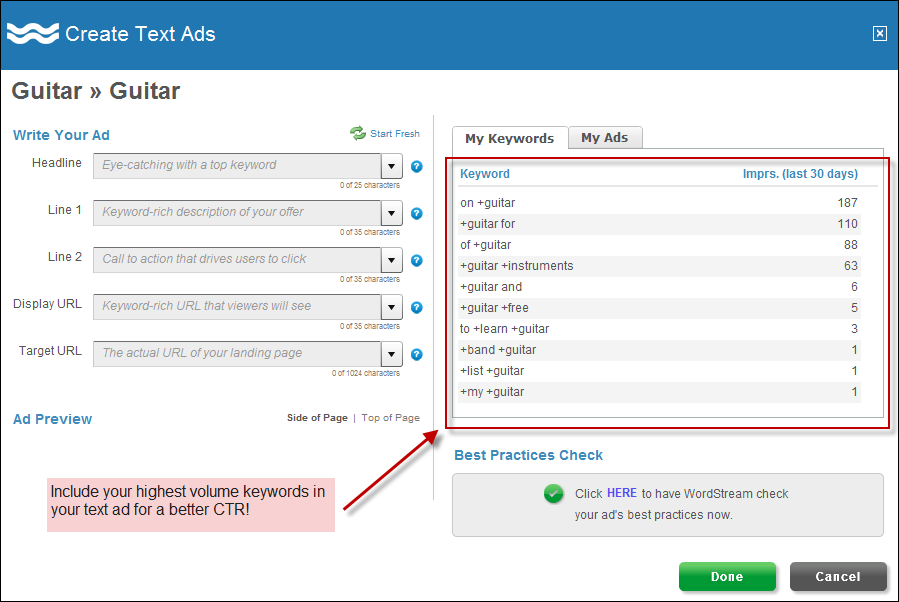 Create Text Ads
Guitar » Guitar
Write Your Ad
Start Fresh
Headline
Eye-catching with a top keyword
0 of 25 characters
Line 1
Keyword-rich description of your offer
0 of 35 characters
Line 2
Call to action that drives users to click
0 of 35 characters
Display URL
Keyword-rich URL that viewers will see
0 of 35 characters
Target URL
The actual URL of your landing page
0 of 1024 characters
Ad Preview
Side of Page | Top of Page
Include your highest volume keywords in
your text ad for a better CTR!
My Keywords My Ads
Keyword Imprs. (last 30 days)
on +guitar 187
+guitar for 110
of +guitar 88
+guitar +instruments 63
+guitar and 6
+guitar +free 5
to +learn +guitar 3
+band +guitar 1
+list +guitar 1
+my +guitar 1
Best Practices Check
Click HERE to have WordStream check
your ad's best practices now.
Done Cancel